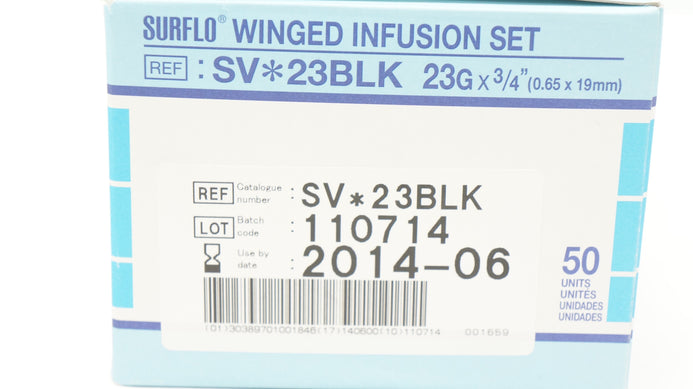 SURFLO® WINGED INFUSION SET
REF : SV*23BLK 23G x 3/4" (0.65 x 19mm)
REF Catalogue number : SV*23BLK
LOT Batch code : 110714
Use by date : 2014-06
50
UNITS
UNITÉS
UNIDADES
UNIDADES
(01)30389701001846(17)140600(10)110714 001659